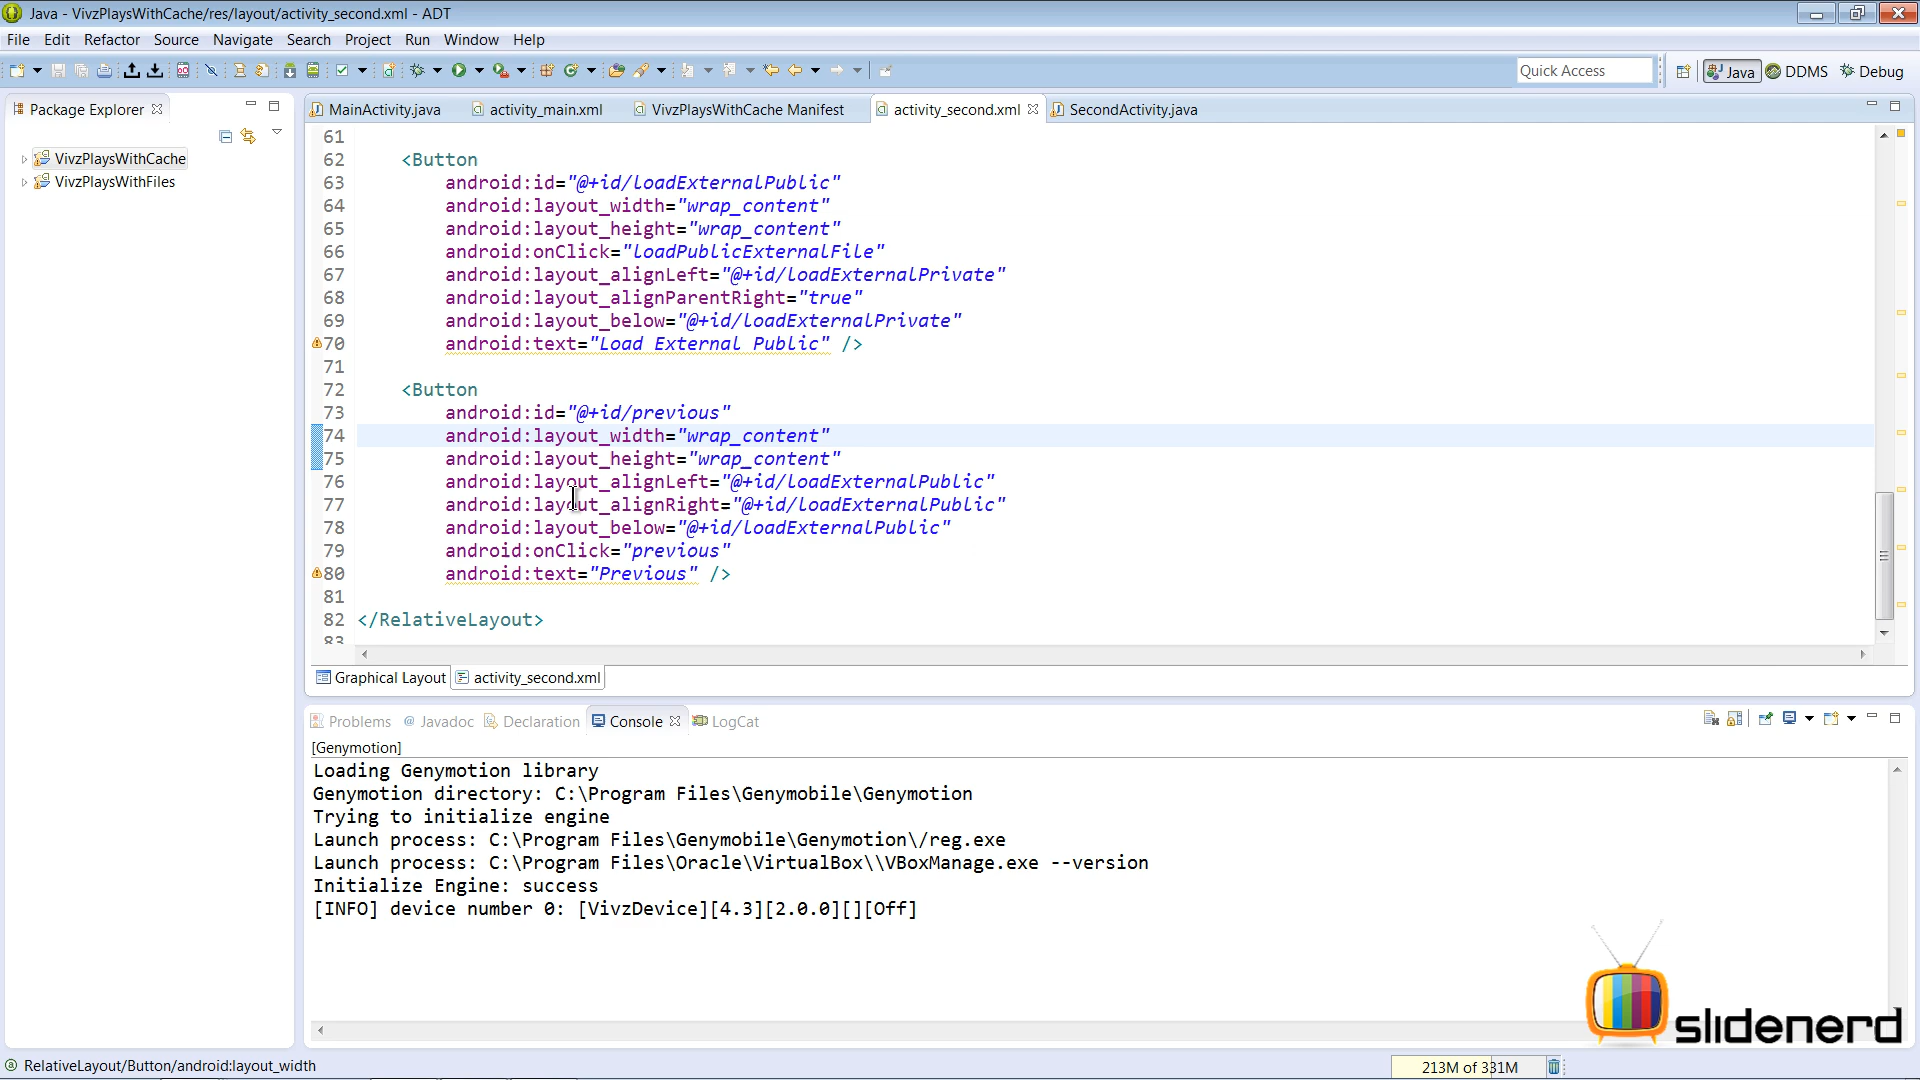 Java - VivzPlaysWithCache/res/layout/activity_second.xml - ADT
File Edit Refactor Source Navigate Search Project Run Window Help
Quick Access Java DDMS Debug
Package Explorer
VivzPlaysWithCache
VivzPlaysWithFiles
MainActivity.java activity_main.xml VivzPlaysWithCache Manifest activity_second.xml SecondActivity.java
61
62 <Button
63 android:id="@+id/loadExternalPublic"
64 android:layout_width="wrap_content"
65 android:layout_height="wrap_content"
66 android:onClick="loadPublicExternalFile"
67 android:layout_alignLeft="@+id/loadExternalPrivate"
68 android:layout_alignParentRight="true"
69 android:layout_below="@+id/loadExternalPrivate"
70 android:text="Load External Public" />
71
72 <Button
73 android:id="@+id/previous"
74 android:layout_width="wrap_content"
75 android:layout_height="wrap_content"
76 android:layout_alignLeft="@+id/loadExternalPublic"
77 android:layout_alignRight="@+id/loadExternalPublic"
78 android:layout_below="@+id/loadExternalPublic"
79 android:onClick="previous"
80 android:text="Previous" />
81
82 </RelativeLayout>
83
Graphical Layout activity_second.xml
Problems @ Javadoc Declaration Console LogCat
[Genymotion]
Loading Genymotion library
Genymotion directory: C:\Program Files\Genymobile\Genymotion
Trying to initialize engine
Launch process: C:\Program Files\Genymobile\Genymotion\/reg.exe
Launch process: C:\Program Files\Oracle\VirtualBox\\VBoxManage.exe --version
Initialize Engine: success
[INFO] device number 0: [VivzDevice][4.3][2.0.0][][Off]
slidenerd
RelativeLayout/Button/android:layout_width
213M of 331M